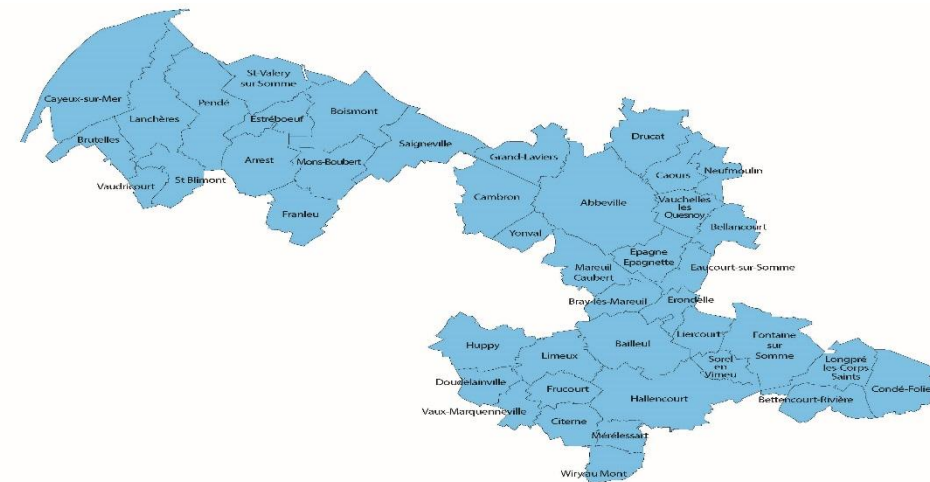 St-Valery
sur Somme
Cayeux-sur-Mer
Pendé
Boismont
Lanchères
Estrébœuf
Brutelles
Saigneville
Arrest
Mons-Boubert
Vaudricourt
St Blimont
Franleu
Drucat
Grand-Laviers
Caours
Neufmoulin
Cambron
Abbeville
Vauchelles
les
Quesnoy
Yonval
Bellancourt
Epagne
Epagnette
Mareuil
Caubert
Eaucourt-sur-Somme
Bray-lès-Mareuil
Erondelle
Liercourt
Fontaine
sur
Somme
Huppy
Limeux
Bailleul
Sorel
en
Vimeu
Longpré
les-Corps
Saints
Doudelainville
Frucourt
Condé-Folie
Hallencourt
Bettencourt-Rivière
Vaux-Marquenneville
Citerne
Mérélessart
Wiry au Mont